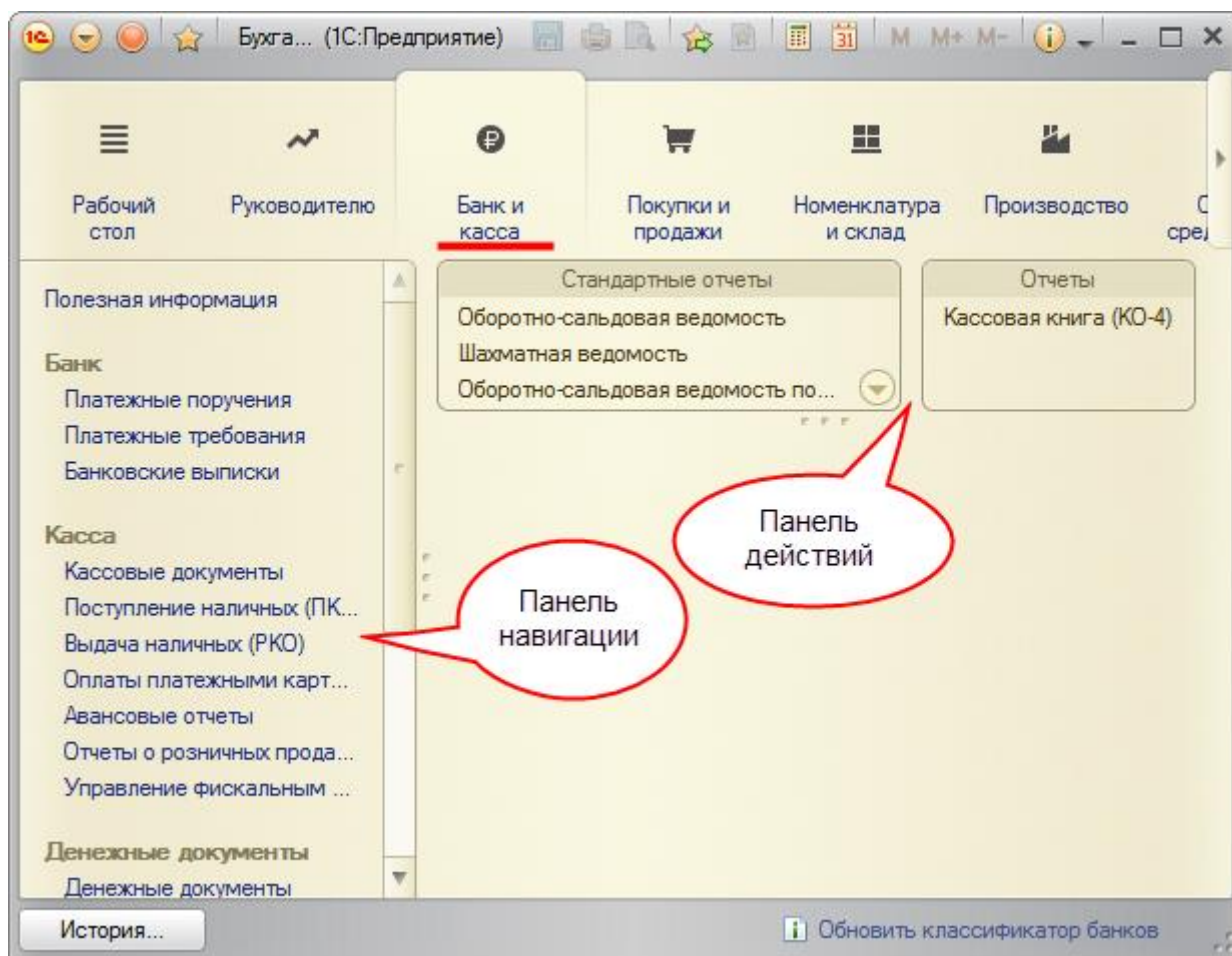 1С Бухга... (1С:Предприятие) 31 M M+ M-
Рабочий
стол
Руководителю
Банк и
касса
Покупки и
продажи
Номенклатура
и склад
Производство
Полезная информация
Банк
Платежные поручения
Платежные требования
Банковские выписки
Касса
Кассовые документы
Поступление наличных (ПК...
Выдача наличных (РКО)
Оплаты платежными карт...
Авансовые отчеты
Отчеты о розничных прода...
Управление фискальным ...
Денежные документы
Денежные документы
Стандартные отчеты
Оборотно-сальдовая ведомость
Шахматная ведомость
Оборотно-сальдовая ведомость по...
Отчеты
Кассовая книга (КО-4)
Панель
действий
Панель
навигации
История...
Обновить классификатор банков